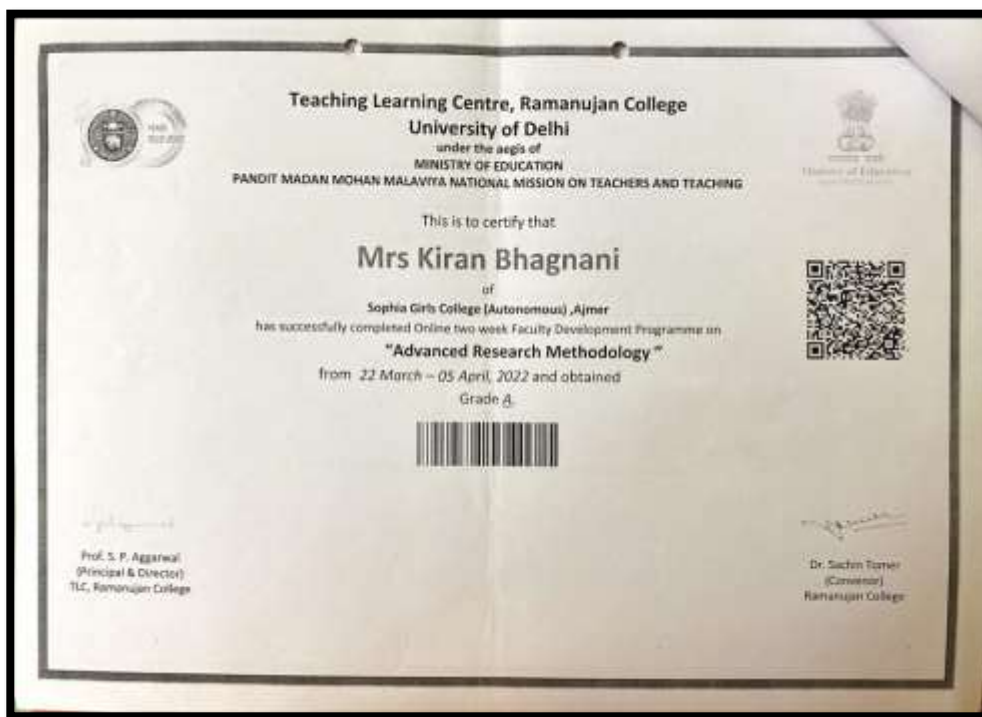 Teaching Learning Centre, Ramanujan College
University of Delhi
under the aegis of
MINISTRY OF EDUCATION
PANDIT MADAN MOHAN MALAVIYA NATIONAL MISSION ON TEACHERS AND TEACHING
Ministry of Education
This is to certify that
Mrs Kiran Bhagnani
of
Sophia Girls College (Autonomous) ,Ajmer
has successfully completed Online two week Faculty Development Programme on
"Advanced Research Methodology "
from 22 March – 05 April, 2022 and obtained
Grade A.
Prof. S. P. Aggarwal
(Principal & Director)
TLC, Ramanujan College
Dr. Sachin Tomer
(Convenor)
Ramanujan College